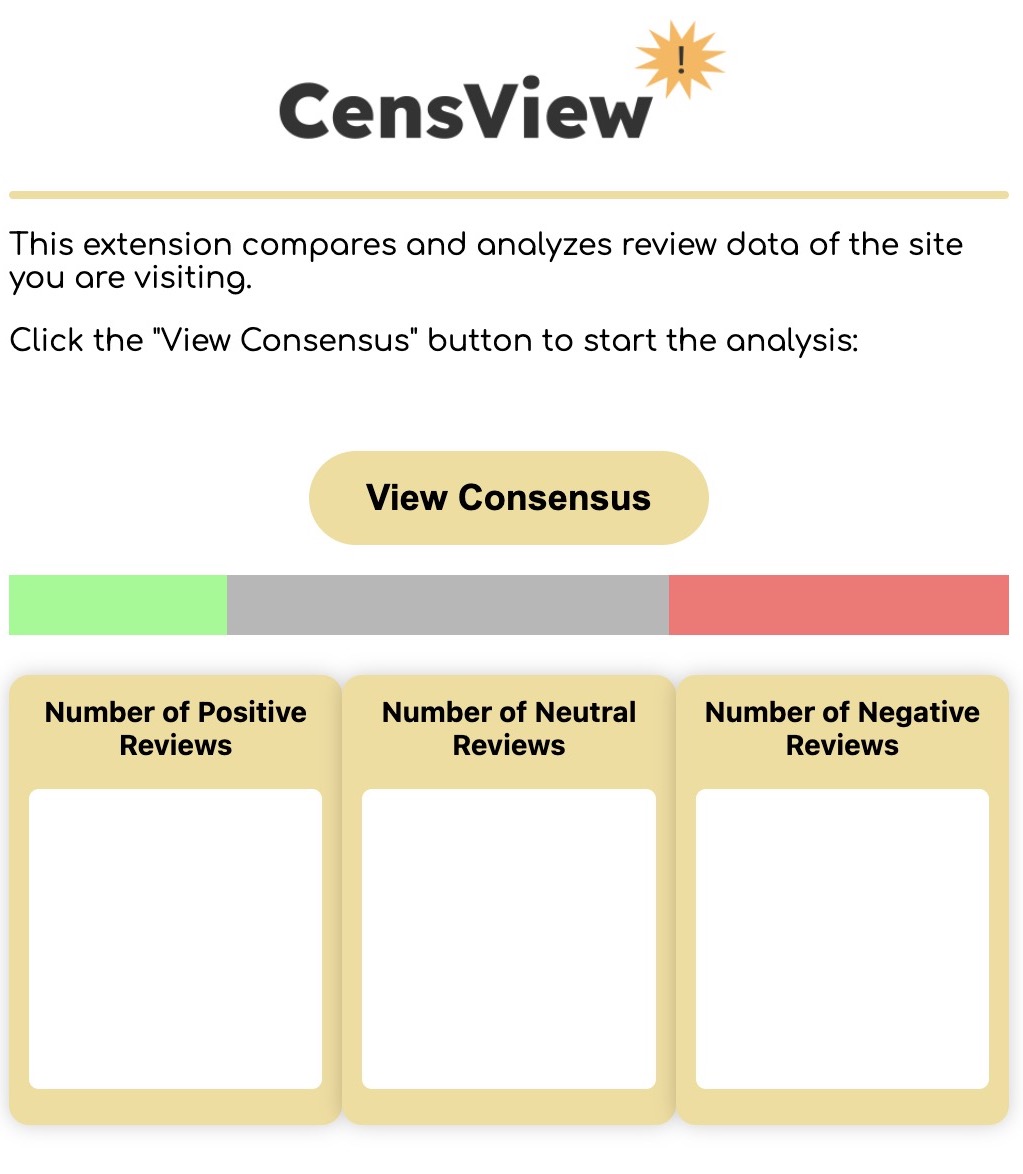 !
CensView
This extension compares and analyzes review data of the site
you are visiting.
Click the "View Consensus" button to start the analysis:
View Consensus
Number of Positive
Reviews
Number of Neutral
Reviews
Number of Negative
Reviews